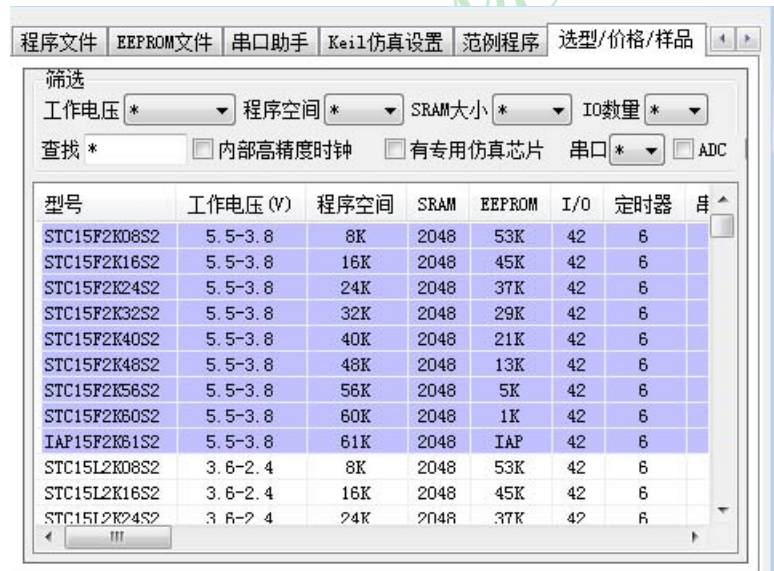 程序文件 EEPROM文件 串口助手 Keil仿真设置 范例程序 选型/价格/样品
筛选
工作电压 * 程序空间 * SRAM大小 * IO数量 *
查找 * 内部高精度时钟 有专用仿真芯片 串口 * ADC
型号 工作电压(V) 程序空间 SRAM EEPROM I/O 定时器 串
STC15F2K08S2 5.5-3.8 8K 2048 53K 42 6
STC15F2K16S2 5.5-3.8 16K 2048 45K 42 6
STC15F2K24S2 5.5-3.8 24K 2048 37K 42 6
STC15F2K32S2 5.5-3.8 32K 2048 29K 42 6
STC15F2K40S2 5.5-3.8 40K 2048 21K 42 6
STC15F2K48S2 5.5-3.8 48K 2048 13K 42 6
STC15F2K56S2 5.5-3.8 56K 2048 5K 42 6
STC15F2K60S2 5.5-3.8 60K 2048 1K 42 6
IAP15F2K61S2 5.5-3.8 61K 2048 IAP 42 6
STC15L2K08S2 3.6-2.4 8K 2048 53K 42 6
STC15L2K16S2 3.6-2.4 16K 2048 45K 42 6
STC15L2K24S2 3.6-2.4 24K 2048 37K 42 6